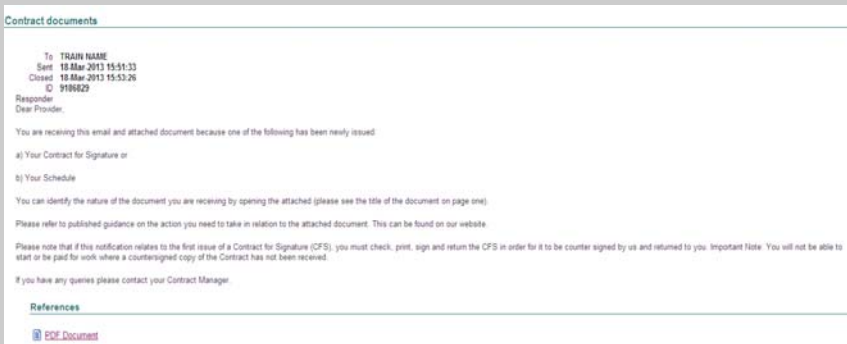 Contract documents
To TRAIN NAME
Sent 18-Mar-2013 15:51:33
Closed 18-Mar-2013 15:53:26
ID 9186829
Responder
Dear Provider,
You are receiving this email and attached document because one of the following has been newly issued:
a) Your Contract for Signature or
b) Your Schedule
You can identify the nature of the document you are receiving by opening the attached (please see the title of the document on page one).
Please refer to published guidance on the action you need to take in relation to the attached document. This can be found on our website.
Please note that if this notification relates to the first issue of a Contract for Signature (CFS), you must check, print, sign and return the CFS in order for it to be counter signed by us and returned to you. Important Note: You will not be able to
start or be paid for work where a countersigned copy of the Contract has not been received.
If you have any queries please contact your Contract Manager.
References
PDF Document